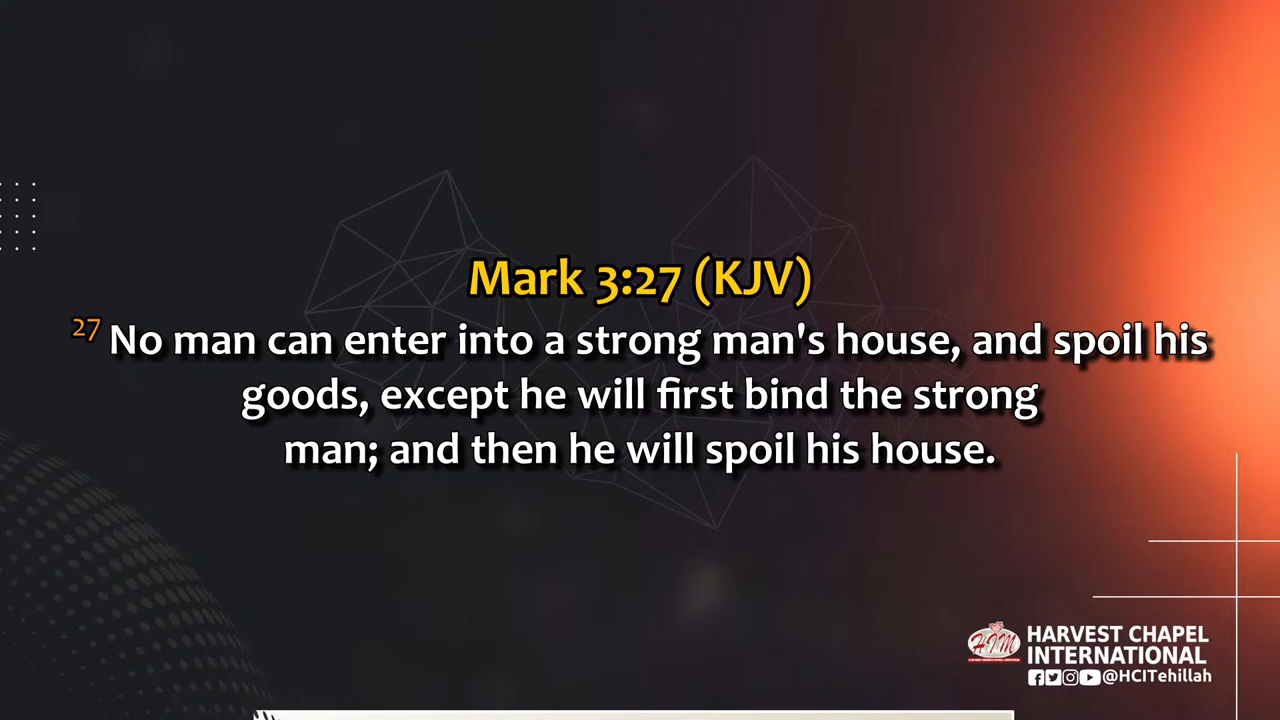 Mark 3:27 (KJV)
27 No man can enter into a strong man's house, and spoil his
goods, except he will first bind the strong
man; and then he will spoil his house.
HIM
HARVEST CHAPEL
INTERNATIONAL
@HCITehillah